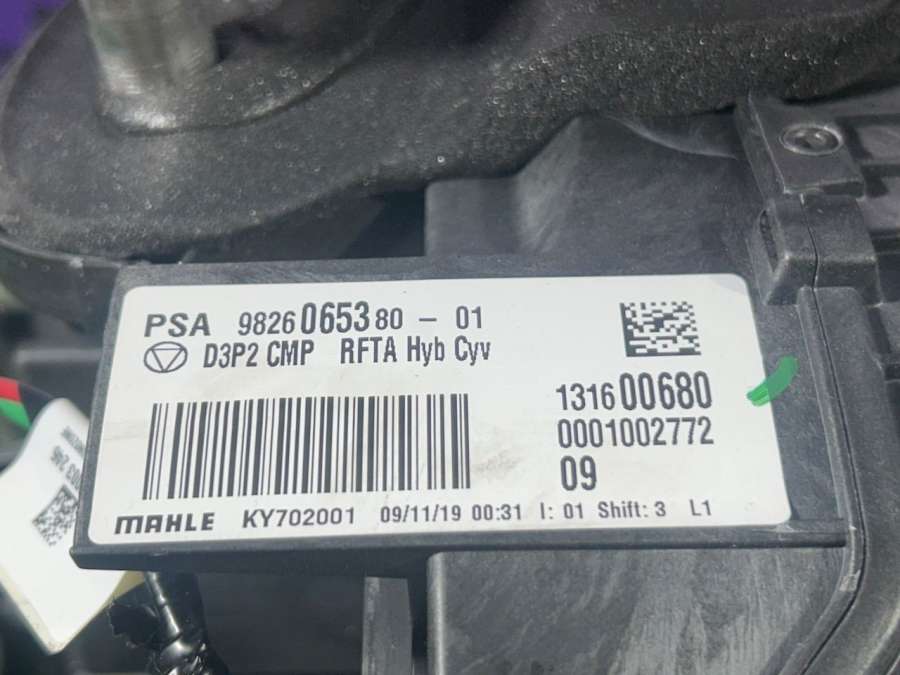 PSA 9826065380 - 01
D3P2 CMP RFTA Hyb Cyv
131600680
0001002772
09
MAHLE KY702001 09/11/19 00:31 I: 01 Shift: 3 L1